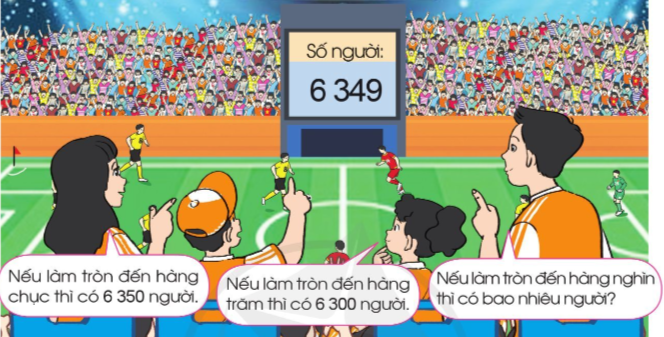 Số người:
6 349
Nếu làm tròn đến hàng
chục thì có 6 350 người.
Nếu làm tròn đến hàng
trăm thì có 6 300 người.
Nếu làm tròn đến hàng nghìn
thì có bao nhiêu người?